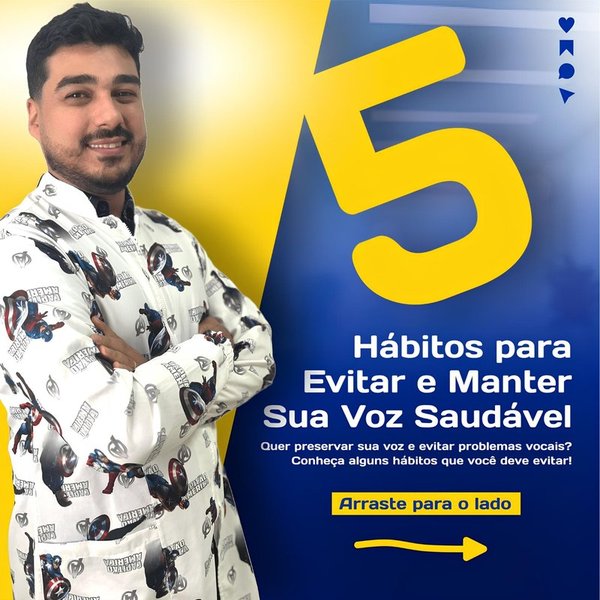 5
Hábitos para
Evitar e Manter
Sua Voz Saudável
Quer preservar sua voz e evitar problemas vocais?
Conheça alguns hábitos que você deve evitar!
Arraste para o lado